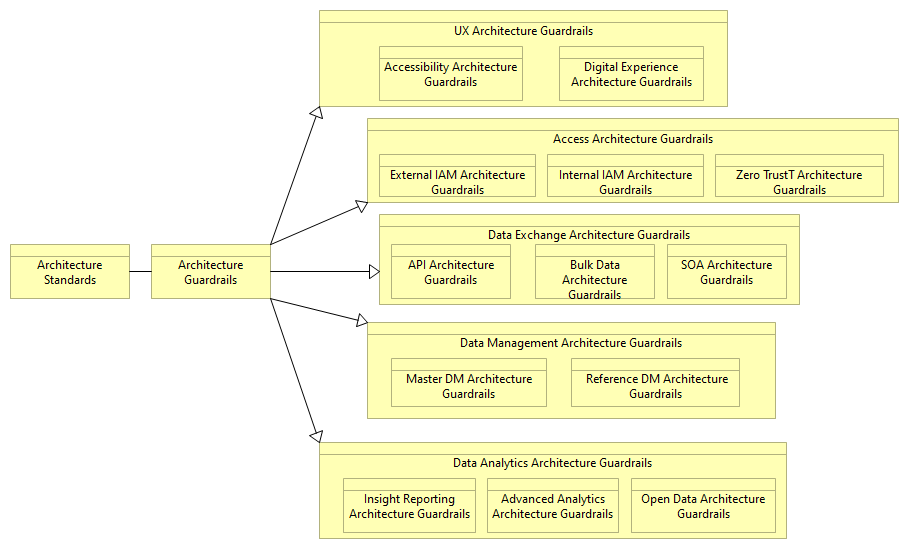 UX Architecture Guardrails
Accessibility Architecture
Guardrails
Digital Experience
Architecture Guardrails
Access Architecture Guardrails
External IAM Architecture
Guardrails
Internal IAM Architecture
Guardrails
Zero TrustT Architecture
Guardrails
Architecture
Standards
Architecture
Guardrails
Data Exchange Architecture Guardrails
API Architecture
Guardrails
Bulk Data
Architecture
Guardrails
SOA Architecture
Guardrails
Data Management Architecture Guardrails
Master DM Architecture
Guardrails
Reference DM Architecture
Guardrails
Data Analytics Architecture Guardrails
Insight Reporting
Architecture Guardrails
Advanced Analytics
Architecture Guardrails
Open Data Architecture
Guardrails